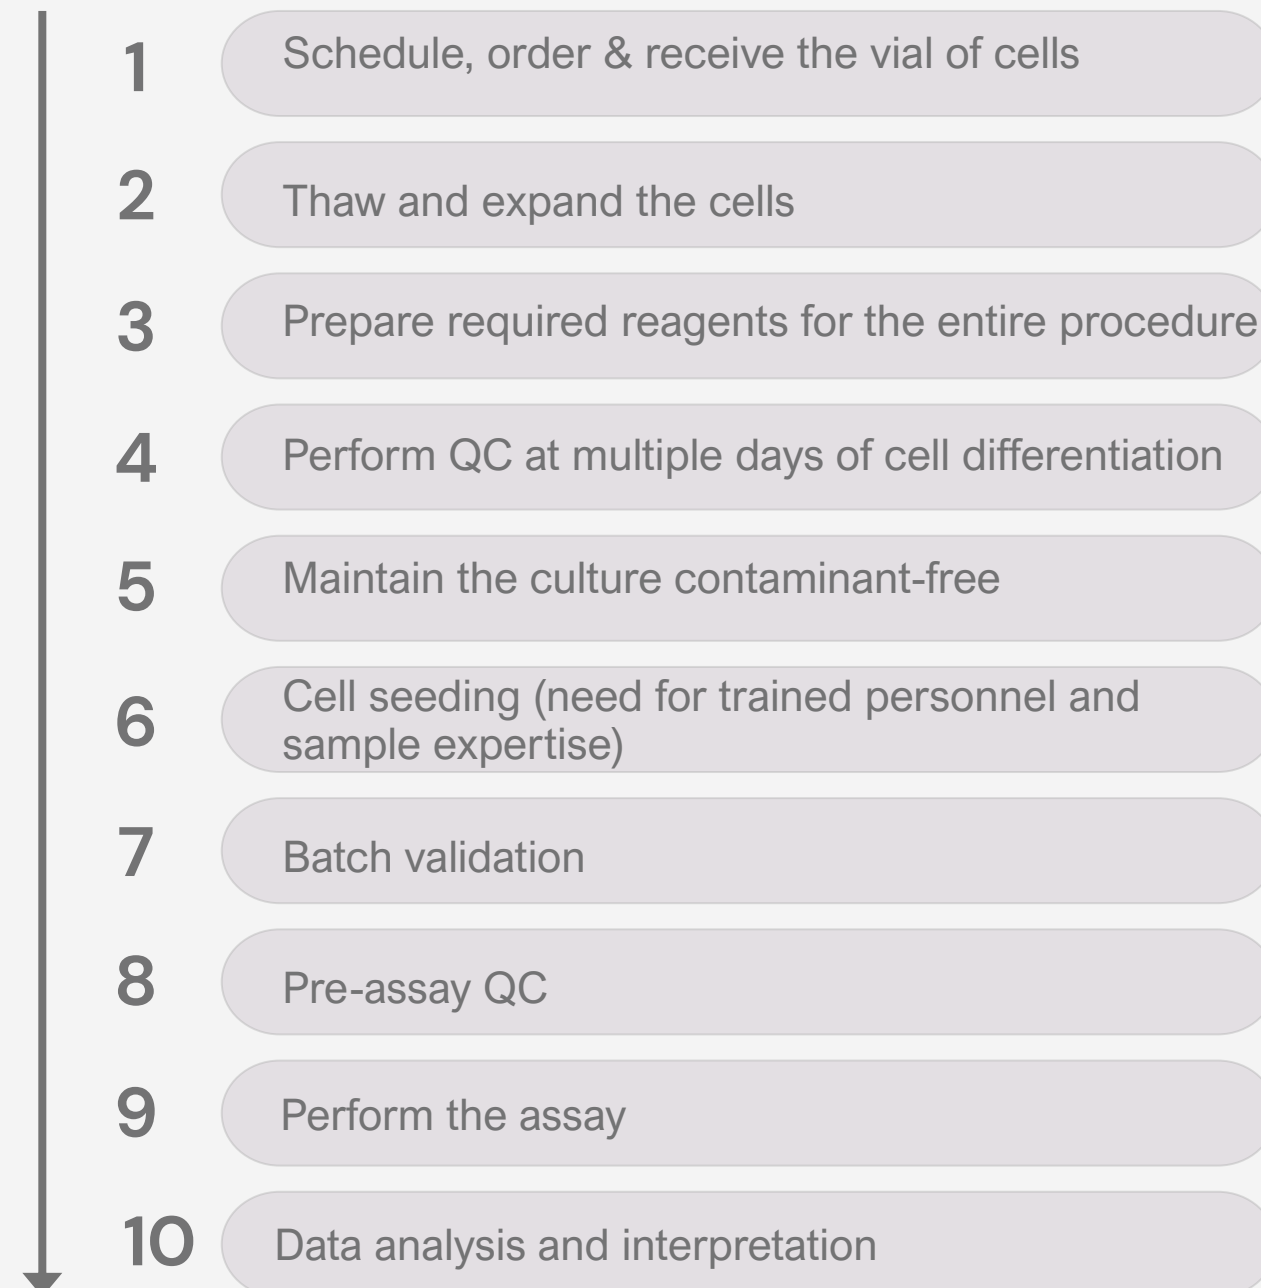 1 Schedule, order & receive the vial of cells
2 Thaw and expand the cells
3 Prepare required reagents for the entire procedure
4 Perform QC at multiple days of cell differentiation
5 Maintain the culture contaminant-free
6 Cell seeding (need for trained personnel and
sample expertise)
7 Batch validation
8 Pre-assay QC
9 Perform the assay
10 Data analysis and interpretation